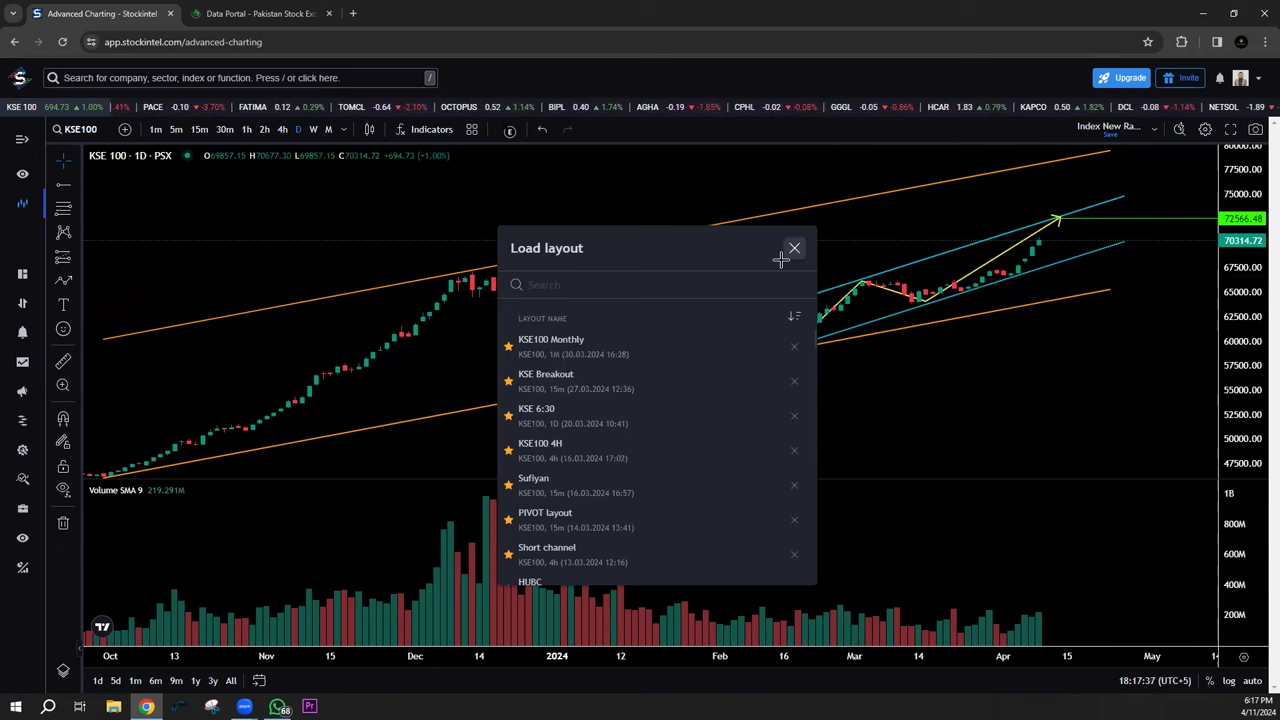 Advanced Charting - Stockintel
Data Portal - Pakistan Stock Exc
app.stockintel.com/advanced-charting
Search for company, sector, index or function. Press / or click here.
/
Upgrade
Invite
KSE 100 694.73 ▲ 1.00% .41% PACE -0.10 ▼-3.70% FATIMA 0.12 ▲ 0.29% TOMCL -0.64 ▼-2.10% OCTOPUS 0.52 ▲ 1.14% BIPL 0.40 ▲ 1.74% AGHA -0.19 ▼-1.85% CPHL -0.02 ▼-0.08% GGGL -0.05 ▼-0.86% HCAR 1.83 ▲ 0.79% KAPCO 0.50 ▲ 1.82% DCL -0.08 ▼-1.14% NETSOL -1.89
KSE100 1m 5m 15m 30m 1h 2h 4h D W M Indicators E
Index New Ra...
Save
KSE 100 · 1D · PSX O69857.15 H70677.30 L69857.15 C70314.72 +694.73 (-1.00%)
80000.00
77500.00
75000.00
72566.48
70314.72
67500.00
65000.00
62500.00
60000.00
57500.00
55000.00
52500.00
50000.00
47500.00
Load layout
Search
LAYOUT NAME
KSE100 Monthly
KSE100, 1M (30.03.2024 16:28)
KSE Breakout
KSE100, 15m (27.03.2024 12:36)
KSE 6:30
KSE100, 1D (20.03.2024 10:41)
KSE100 4H
KSE100, 4h (16.03.2024 17:02)
Sufiyan
KSE100, 15m (16.03.2024 16:57)
PIVOT layout
KSE100, 15m (14.03.2024 13:41)
Short channel
KSE100, 4h (13.03.2024 12:16)
HUBC
Volume SMA 9 219.291M
1B
800M
600M
400M
200M
Oct 13 Nov 15 Dec 14 2024 12 Feb 16 Mar 14 Apr 15 May
1d 5d 1m 6m 9m 1y 3y All
18:17:37 (UTC+5) % log auto
zoom
68
Pr
6:17 PM
4/11/2024